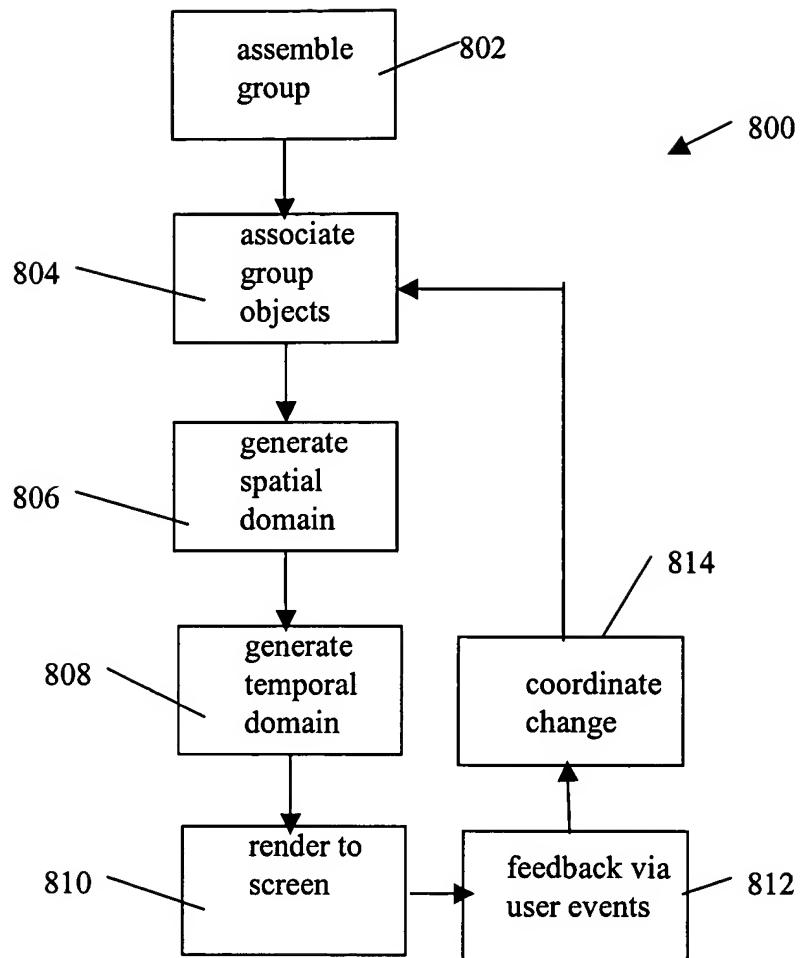 assemble
group
802
800
associate
group
objects
804
generate
spatial
domain
806
814
generate
temporal
domain
808
coordinate
change
render to
screen
810
feedback via
user events
812